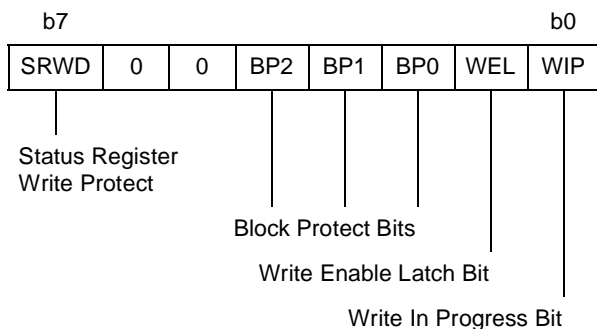 b7 b0
SRWD 0 0 BP2 BP1 BP0 WEL WIP
Status Register
Write Protect
Block Protect Bits
Write Enable Latch Bit
Write In Progress Bit